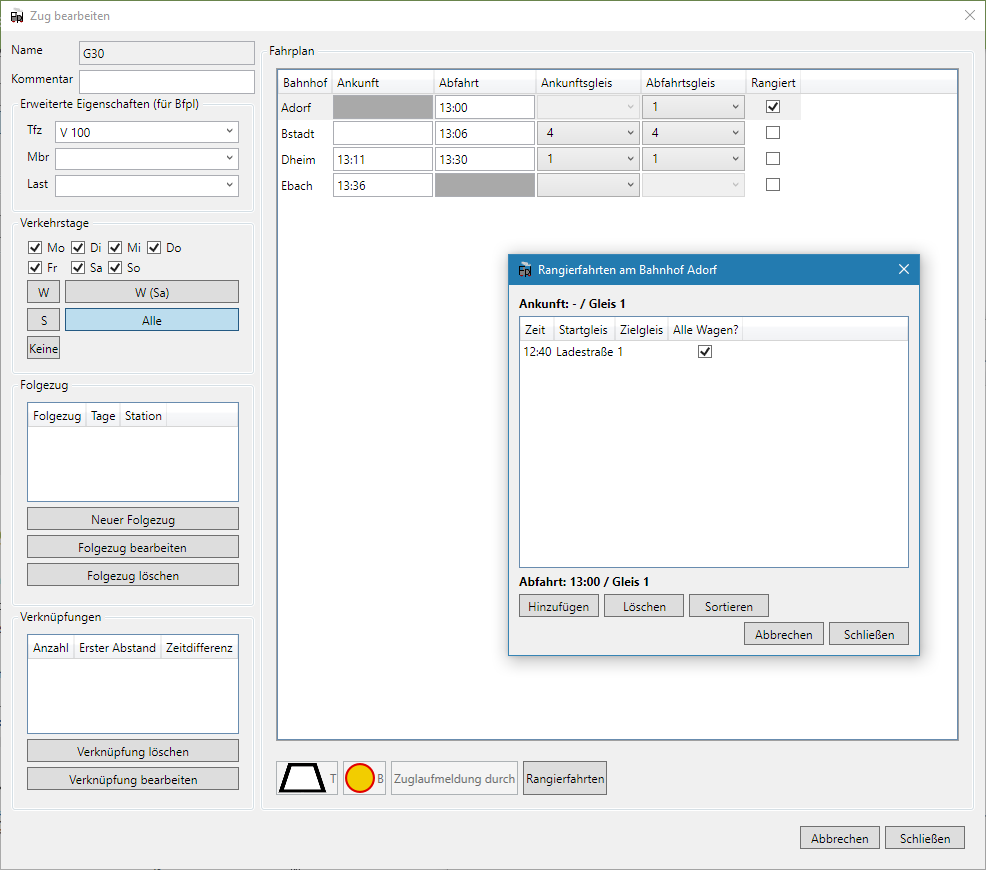 Zug bearbeiten
Name
G30
Kommentar
Erweiterte Eigenschaften (für Bfpl)
Tfz
V 100
Mbr
Last
Verkehrstage
Mo Di Mi Do
Fr Sa So
W
W (Sa)
S
Alle
Keine
Folgezug
Folgezug Tage Station
Neuer Folgezug
Folgezug bearbeiten
Folgezug löschen
Verknüpfungen
Anzahl Erster Abstand Zeitdifferenz
Verknüpfung löschen
Verknüpfung bearbeiten
Fahrplan
Bahnhof Ankunft Abfahrt Ankunftsgleis Abfahrtsgleis Rangiert
Adorf 13:00 1
Bstadt 13:06 4 4
Dheim 13:11 13:30 1 1
Ebach 13:36
Rangierfahrten am Bahnhof Adorf
Ankunft: - / Gleis 1
Zeit Startgleis Zielgleis Alle Wagen?
12:40 Ladestraße 1
Abfahrt: 13:00 / Gleis 1
Hinzufügen Löschen Sortieren
Abbrechen Schließen
T B Zuglaufmeldung durch Rangierfahrten
Abbrechen Schließen